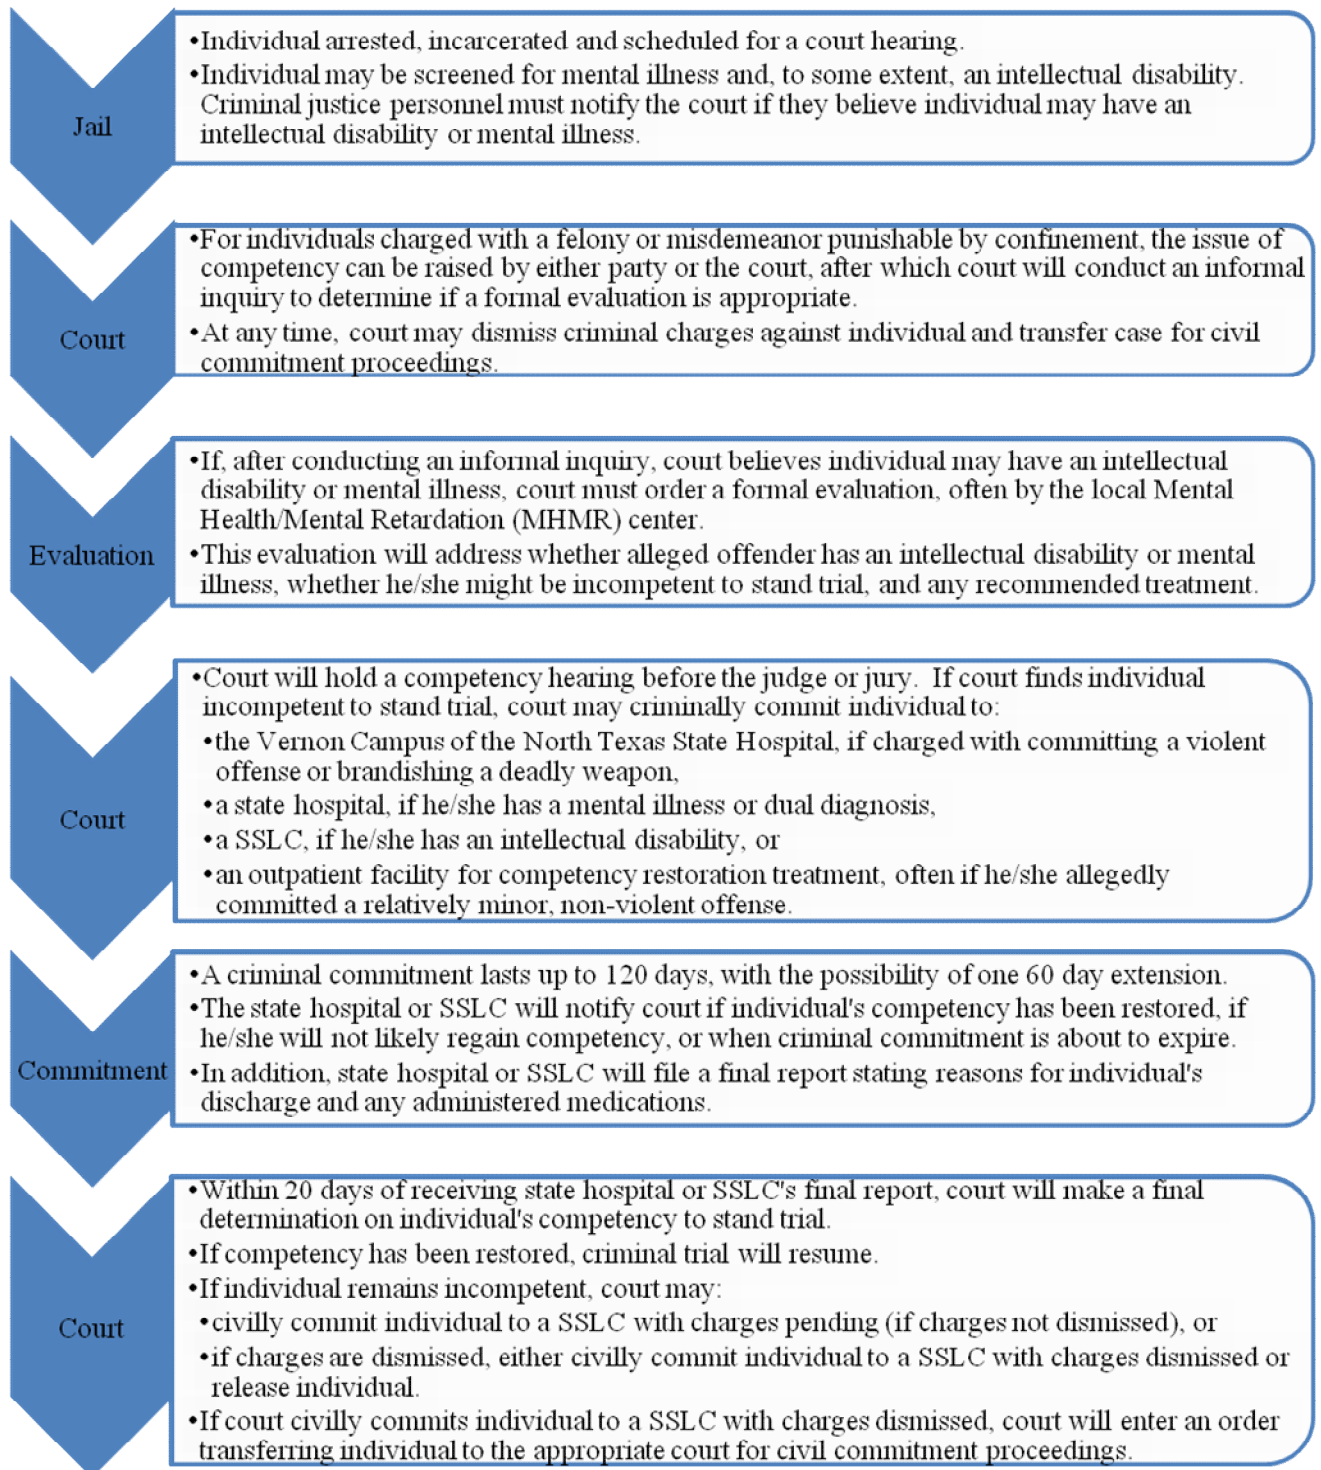 Jail
•Individual arrested, incarcerated and scheduled for a court hearing.
•Individual may be screened for mental illness and, to some extent, an intellectual disability.
Criminal justice personnel must notify the court if they believe individual may have an
intellectual disability or mental illness.
Court
•For individuals charged with a felony or misdemeanor punishable by confinement, the issue of
competency can be raised by either party or the court, after which court will conduct an informal
inquiry to determine if a formal evaluation is appropriate.
•At any time, court may dismiss criminal charges against individual and transfer case for civil
commitment proceedings.
Evaluation
•If, after conducting an informal inquiry, court believes individual may have an intellectual
disability or mental illness, court must order a formal evaluation, often by the local Mental
Health/Mental Retardation (MHMR) center.
•This evaluation will address whether alleged offender has an intellectual disability or mental
illness, whether he/she might be incompetent to stand trial, and any recommended treatment.
Court
•Court will hold a competency hearing before the judge or jury.  If court finds individual
incompetent to stand trial, court may criminally commit individual to:
•the Vernon Campus of the North Texas State Hospital, if charged with committing a violent
offense or brandishing a deadly weapon,
•a state hospital, if he/she has a mental illness or dual diagnosis,
•a SSLC, if he/she has an intellectual disability, or
•an outpatient facility for competency restoration treatment, often if he/she allegedly
committed a relatively minor, non-violent offense.
Commitment
•A criminal commitment lasts up to 120 days, with the possibility of one 60 day extension.
•The state hospital or SSLC will notify court if individual's competency has been restored, if
he/she will not likely regain competency, or when criminal commitment is about to expire.
•In addition, state hospital or SSLC will file a final report stating reasons for individual's
discharge and any administered medications.
Court
•Within 20 days of receiving state hospital or SSLC's final report, court will make a final
determination on individual's competency to stand trial.
•If competency has been restored, criminal trial will resume.
•If individual remains incompetent, court may:
•civilly commit individual to a SSLC with charges pending (if charges not dismissed), or
•if charges are dismissed, either civilly commit individual to a SSLC with charges dismissed or
release individual.
•If court civilly commits individual to a SSLC with charges dismissed, court will enter an order
transferring individual to the appropriate court for civil commitment proceedings.